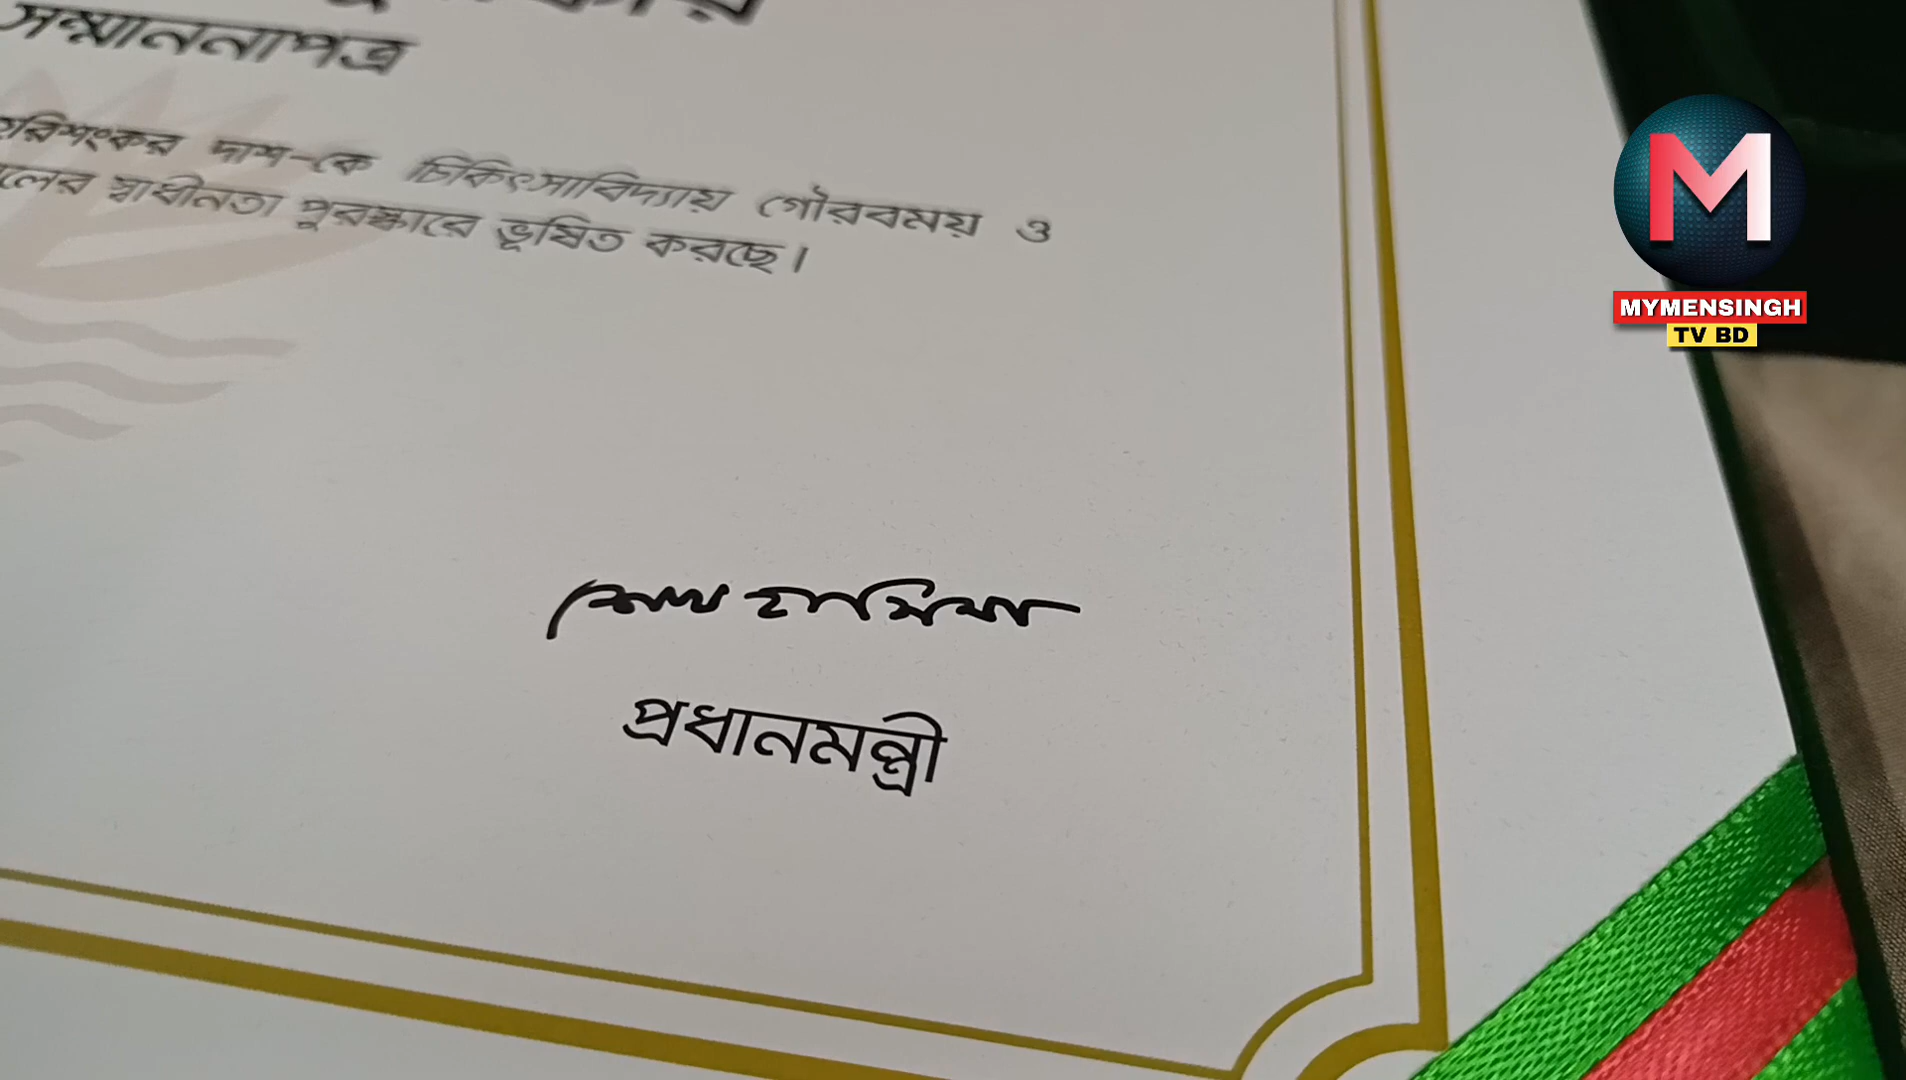 সম্মাননাপত্র
হরিশংকর দাশ-কে চিকিৎসাবিদ্যায় গৌরবময় ও
স্বাধীনতা পুরস্কারে ভূষিত করছে।
শেখ হাসিনা
প্রধানমন্ত্রী
M
MYMENSINGH
TV BD